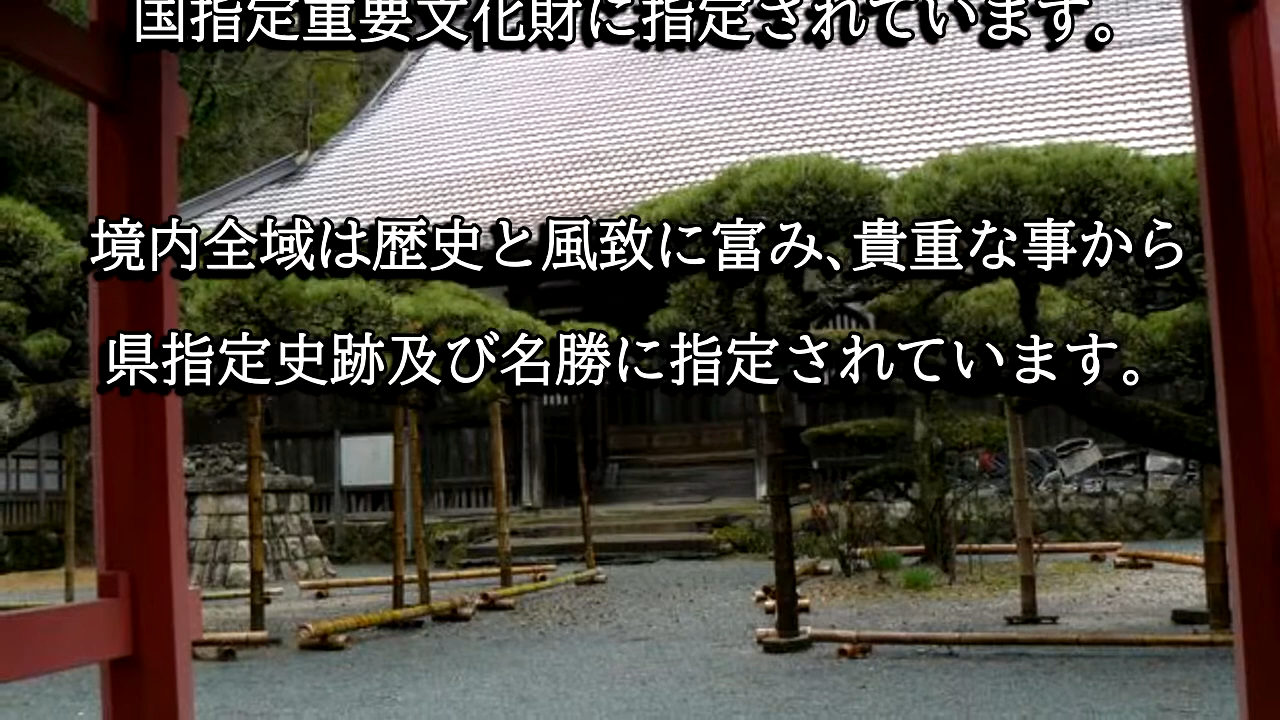 国指定重要文化財に指定されています。
境内全域は歴史と風致に富み、貴重な事から
県指定史跡及び名勝に指定されています。